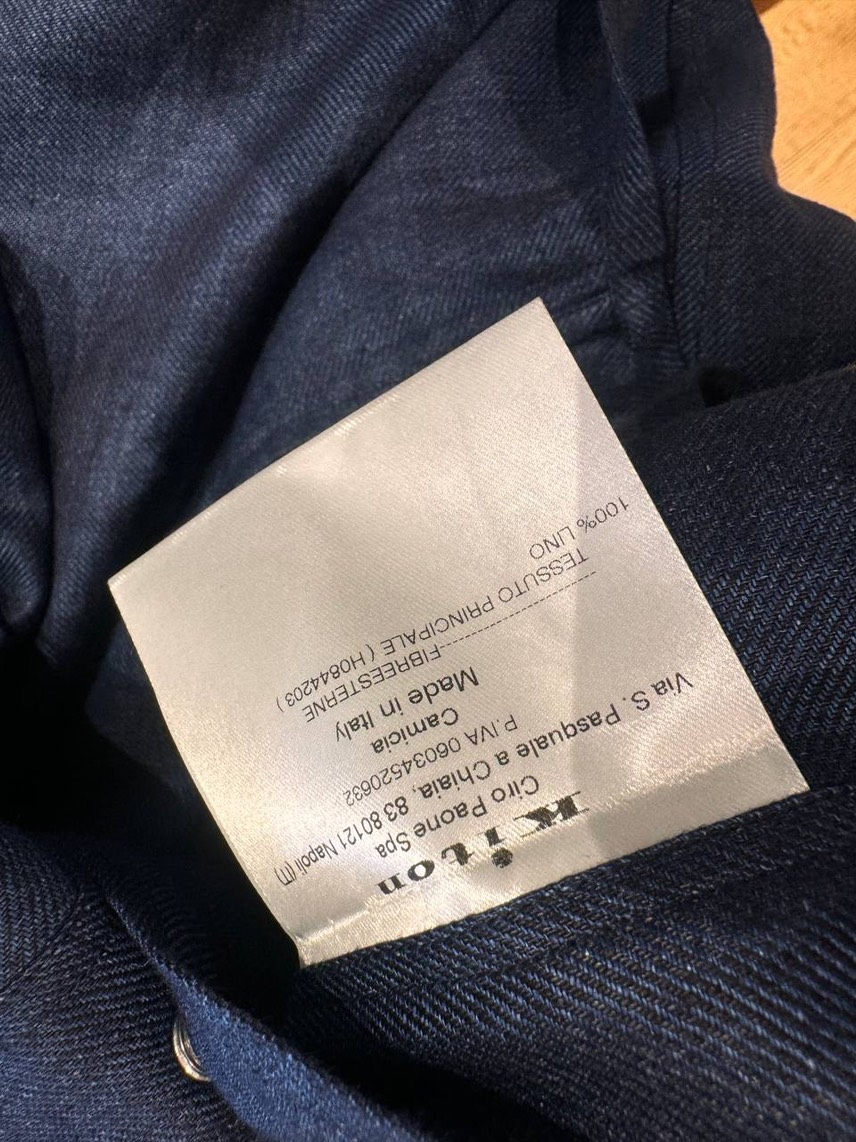 Kiton
Ciro Paone Spa
Via S. Pasquale a Chiaia, 83 80121 Napoli (IT)
P.IVA 06034520632
Camicia
Made in Italy
--FIBREESTERNE------------------------
TESSUTO PRINCIPALE ( H0844203 )
100% LINO